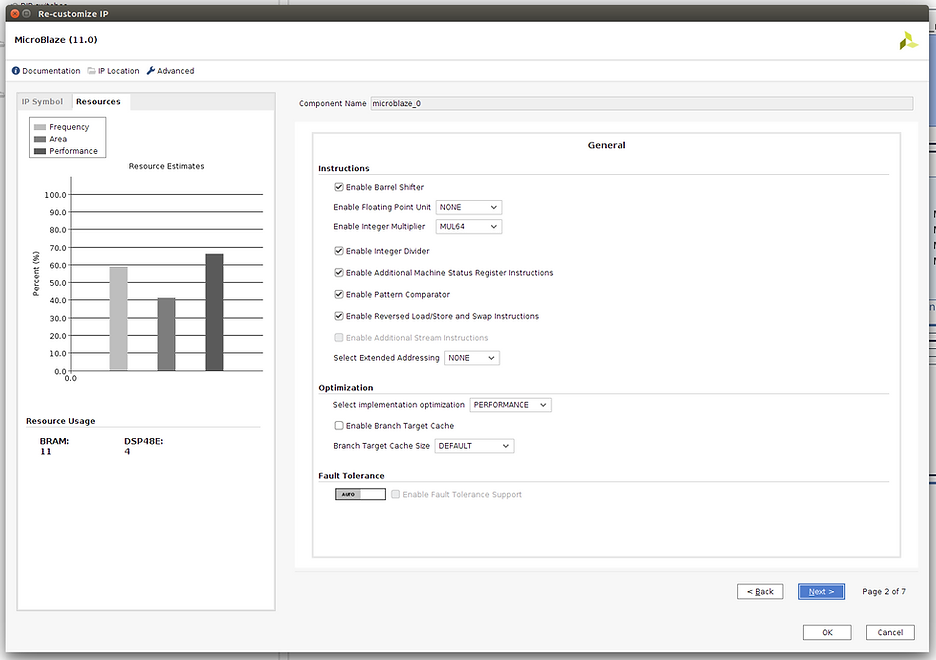 Re-customize IP
MicroBlaze (11.0)
Documentation IP Location Advanced
IP Symbol Resources
Frequency
Area
Performance
Resource Estimates
Percent (%)
100.0
90.0
80.0
70.0
60.0
50.0
40.0
30.0
20.0
10.0
0.0
0.0
Resource Usage
BRAM: DSP48E:
11 4
Component Name microblaze_0
General
Instructions
Enable Barrel Shifter
Enable Floating Point Unit NONE
Enable Integer Multiplier MUL64
Enable Integer Divider
Enable Additional Machine Status Register Instructions
Enable Pattern Comparator
Enable Reversed Load/Store and Swap Instructions
Enable Additional Stream Instructions
Select Extended Addressing NONE
Optimization
Select implementation optimization PERFORMANCE
Enable Branch Target Cache
Branch Target Cache Size DEFAULT
Fault Tolerance
AUTO Enable Fault Tolerance Support
< Back Next > Page 2 of 7
OK Cancel